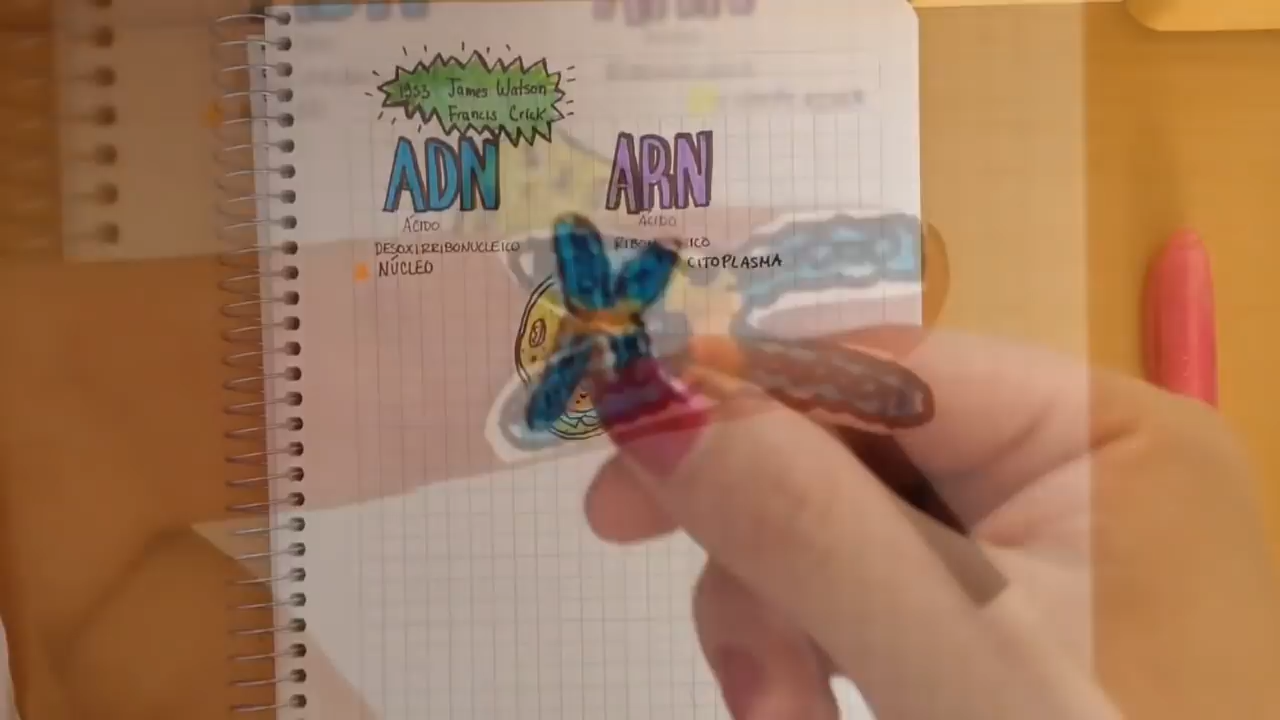 1953 James Watson
Francis Crick
ADN
ARN
ÁCIDO
ÁCIDO
DESOXIRRIBONUCLEICO
NÚCLEO
CITOPLASMA